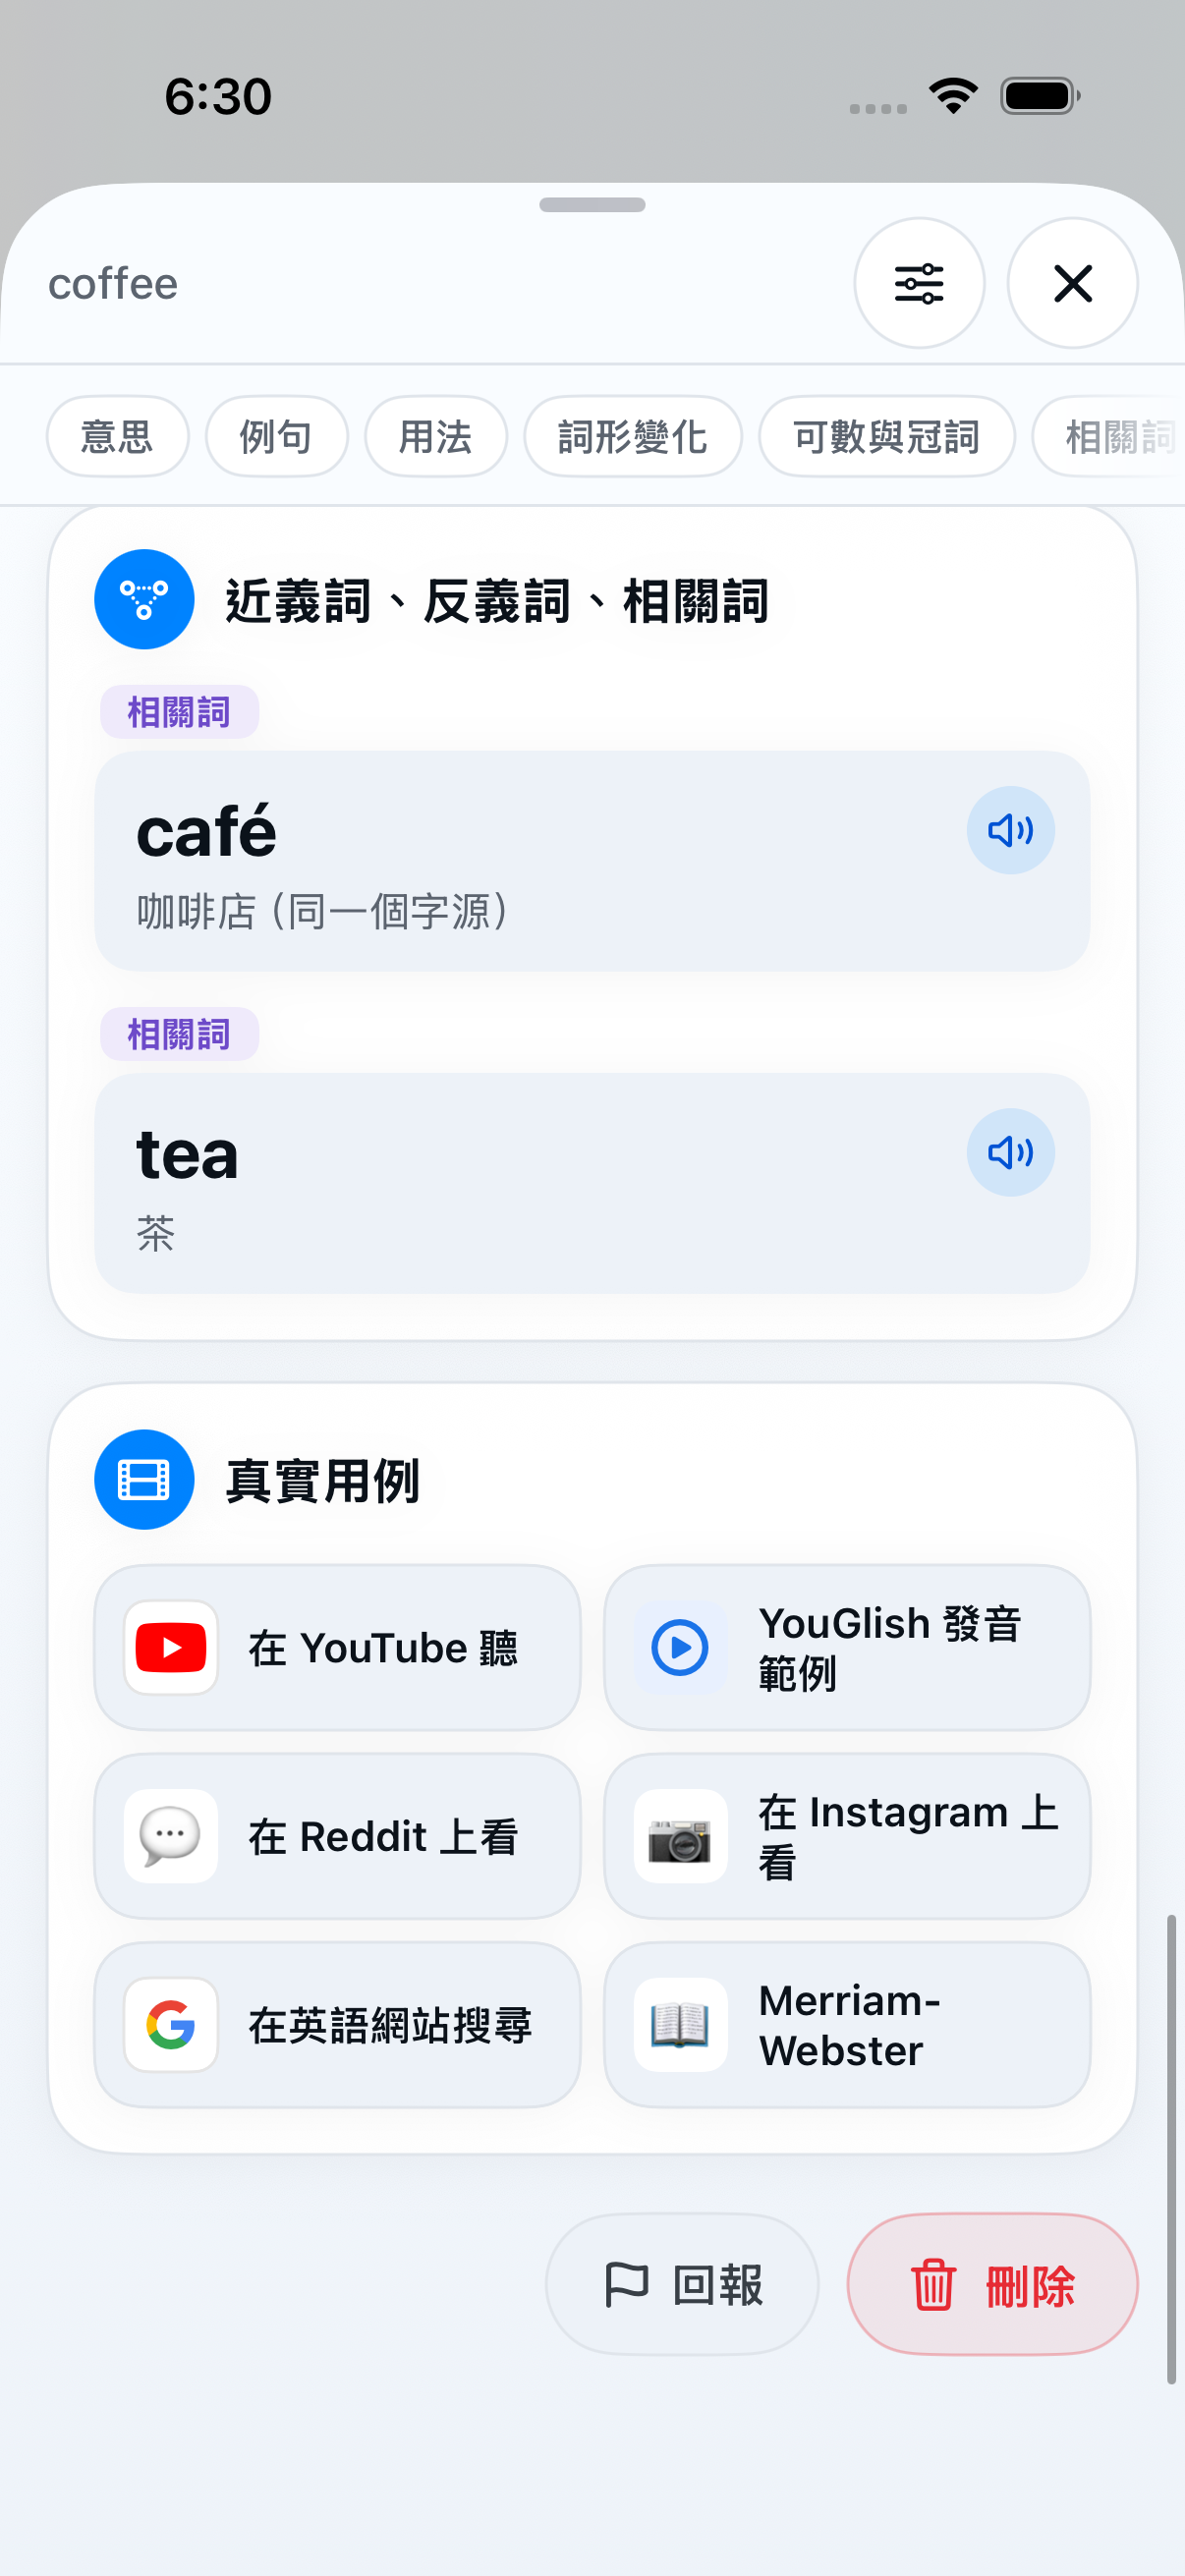 6:30
coffee
意思
例句
用法
詞形變化
可數與冠詞
相關詞
近義詞、反義詞、相關詞
相關詞
café
咖啡店 (同一個字源)
相關詞
tea
茶
真實用例
在 YouTube 聽
YouGlish 發音
範例
在 Reddit 上看
在 Instagram 上
看
在英語網站搜尋
Merriam-
Webster
回報
刪除